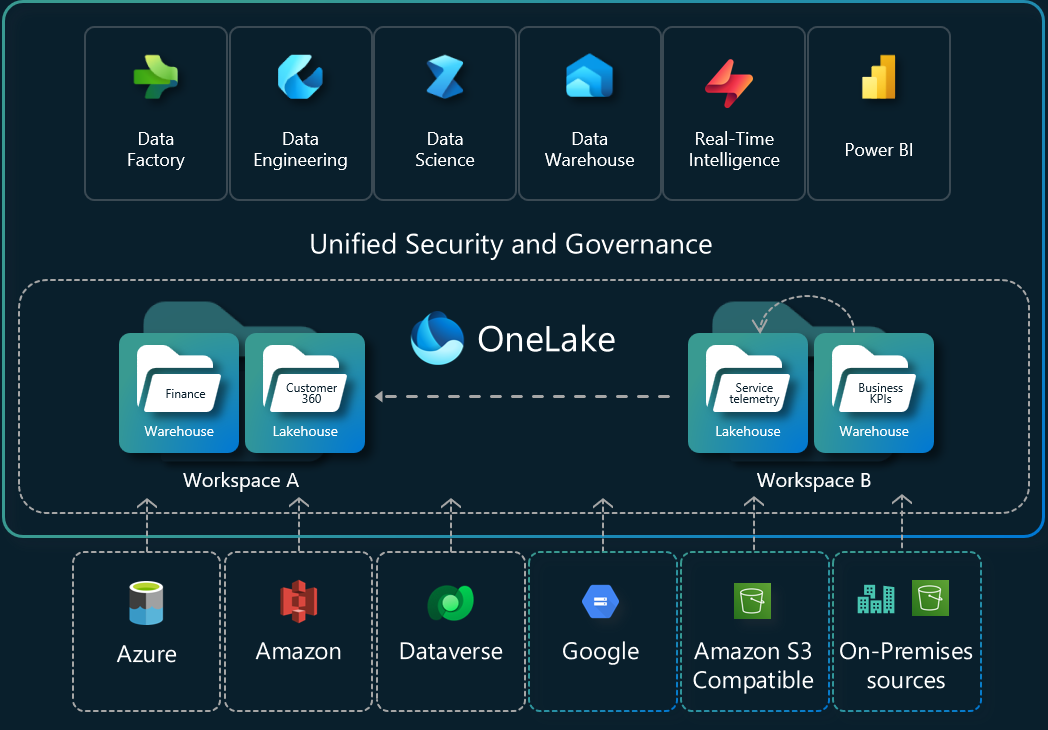 Data
Factory
Data
Engineering
Data
Science
Data
Warehouse
Real-Time
Intelligence
Power BI
Unified Security and Governance
OneLake
Finance
Warehouse
Customer
360
Lakehouse
Workspace A
Service
telemetry
Lakehouse
Business
KPIs
Warehouse
Workspace B
Azure
Amazon
Dataverse
Google
Amazon S3
Compatible
On-Premises
sources